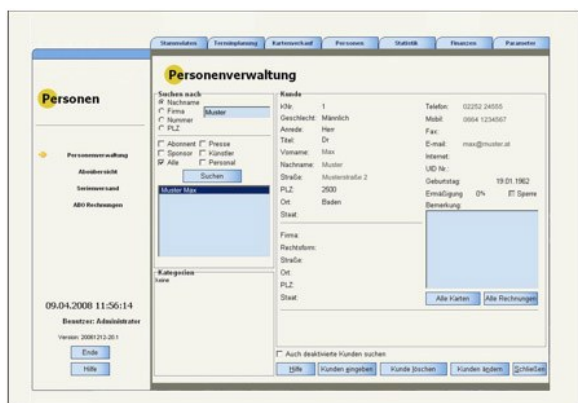 Stammdaten Terminplanung Kartenverkauf Personen Statistik Finanzen Parameter
Personenverwaltung
Personen
Suchen nach
Nachname
Firma
Nummer
PLZ
Muster
Abonnent Presse
Sponsor Künstler
Alle Personal
Suchen
Muster Max
Kategorien
keine
Personenverwaltung
Aboübersicht
Serienversand
ABO Rechnungen
09.04.2008 11:56:14
Benutzer: Administrator
Version: 20081213-20.1
Ende
Hilfe
Kunde
KNr. 1
Geschlecht: Männlich
Anrede: Herr
Titel: Dr
Vorname: Max
Nachname: Muster
Straße: Musterstraße 2
PLZ: 2500
Ort: Baden
Staat:
Telefon: 02252 24555
Mobil: 0664 1234567
Fax:
E-mail: max@muster.at
Internet:
UID Nr.:
Geburtstag: 19.01.1962
Ermäßigung 0% Sperre
Bemerkung
Firma:
Rechtsform:
Straße:
Ort:
PLZ:
Staat:
Alle Karten Alle Rechnungen
Auch deaktivierte Kunden suchen
Hilfe Kunden eingeben Kunde löschen Kunden ändern Schließen